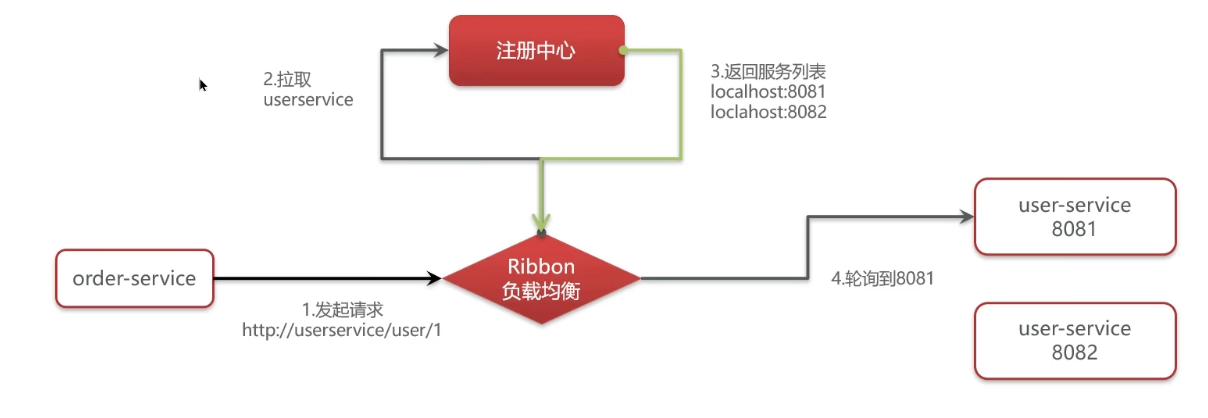 注册中心
2.拉取
userservice
3.返回服务列表
localhost:8081
loclahost:8082
order-service
1.发起请求
http://userservice/user/1
Ribbon
负载均衡
4.轮询到8081
user-service
8081
user-service
8082